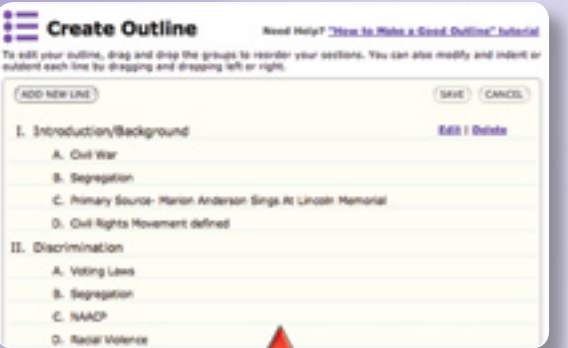 Create Outline
Need Help? "How to Make a Good Outline" tutorial
To edit your outline, drag and drop the groups to reorder your sections. You can also modify and indent or
outdent each line by dragging and dropping left or right.
ADD NEW LINE
SAVE
CANCEL
I. Introduction/Background
Edit | Delete
A. Civil War
B. Segregation
C. Primary Source- Marion Anderson Sings At Lincoln Memorial
D. Civil Rights Movement defined
II. Discrimination
A. Voting Laws
B. Segregation
C. NAACP
D. Racial Violence